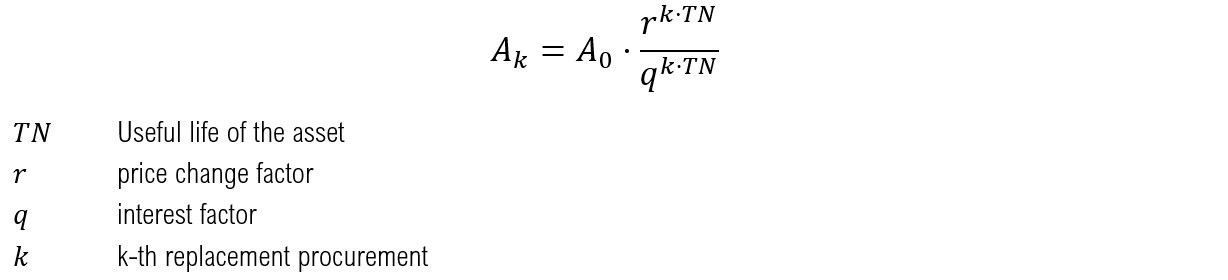 A_k = A_0 · r^{k·TN} / q^{k·TN}
TN Useful life of the asset
r price change factor
q interest factor
k k-th replacement procurement